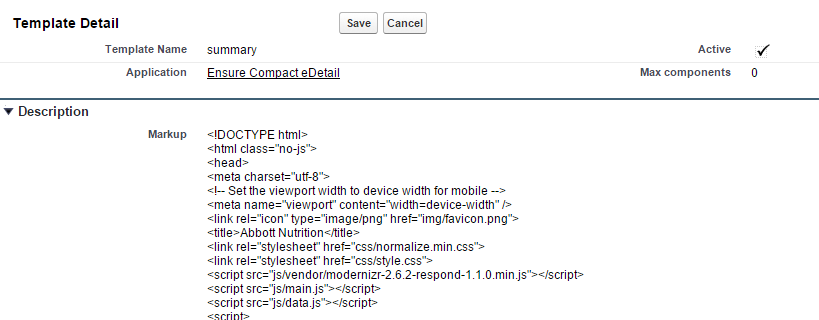 Template Detail Save Cancel
Template Name summary Active
Application Ensure Compact eDetail Max components 0
Description
Markup <!DOCTYPE html>
<html class="no-js">
<head>
<meta charset="utf-8">
<!-- Set the viewport width to device width for mobile -->
<meta name="viewport" content="width=device-width" />
<link rel="icon" type="image/png" href="img/favicon.png">
<title>Abbott Nutrition</title>
<link rel="stylesheet" href="css/normalize.min.css">
<link rel="stylesheet" href="css/style.css">
<script src="js/vendor/modernizr-2.6.2-respond-1.1.0.min.js"></script>
<script src="js/main.js"></script>
<script src="js/data.js"></script>
<script>